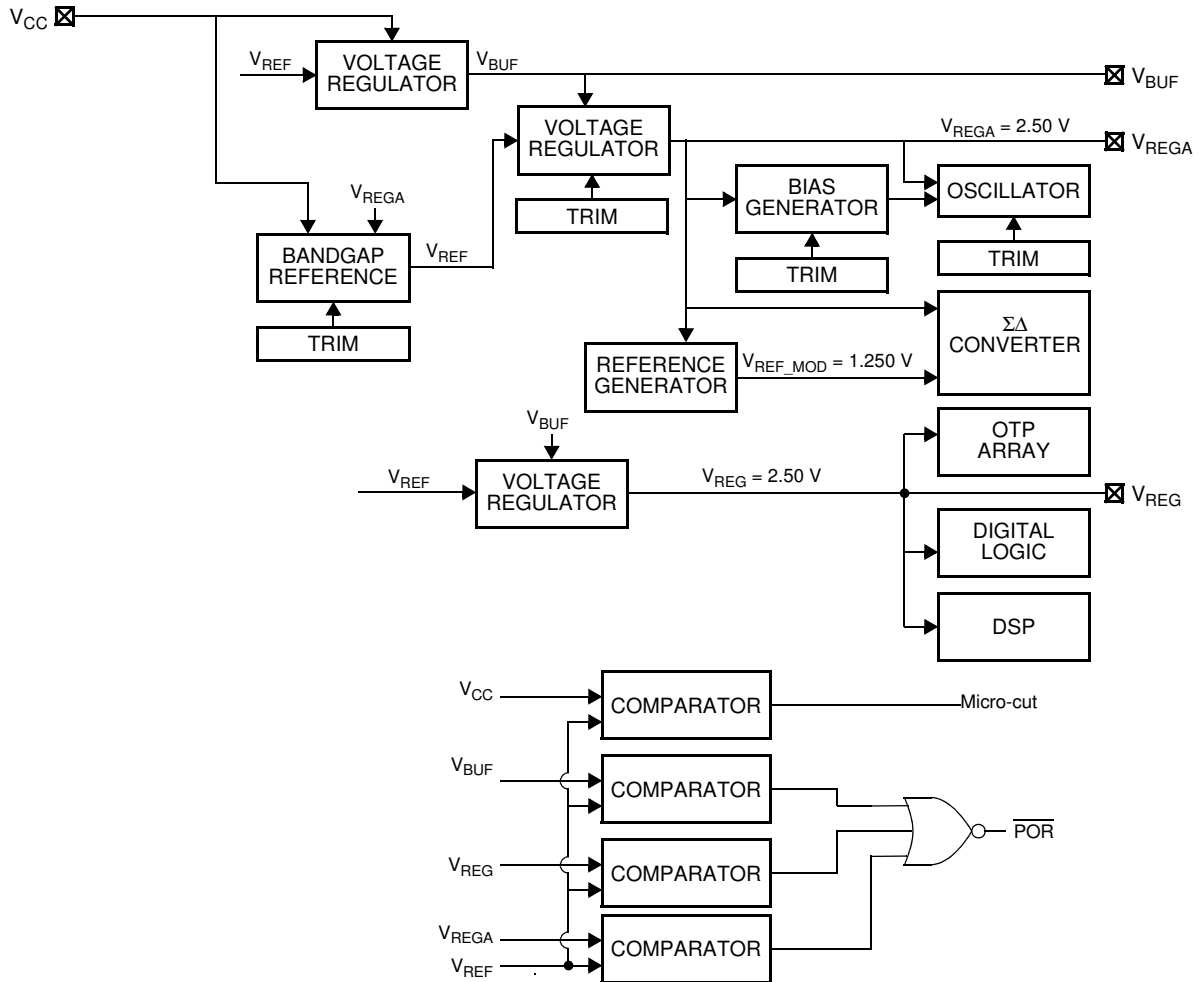 VCC
VREF
VOLTAGE
REGULATOR
VBUF
VBUF
VOLTAGE
REGULATOR
VREGA = 2.50 V
VREGA
TRIM
BIAS
GENERATOR
OSCILLATOR
TRIM
TRIM
VREGA
BANDGAP
REFERENCE
VREF
TRIM
ΣΔ
CONVERTER
REFERENCE
GENERATOR
VREF_MOD = 1.250 V
VBUF
VREF
VOLTAGE
REGULATOR
VREG = 2.50 V
VREG
OTP
ARRAY
DIGITAL
LOGIC
DSP
VCC
COMPARATOR
Micro-cut
VBUF
COMPARATOR
POR
VREG
COMPARATOR
VREGA
VREF
COMPARATOR